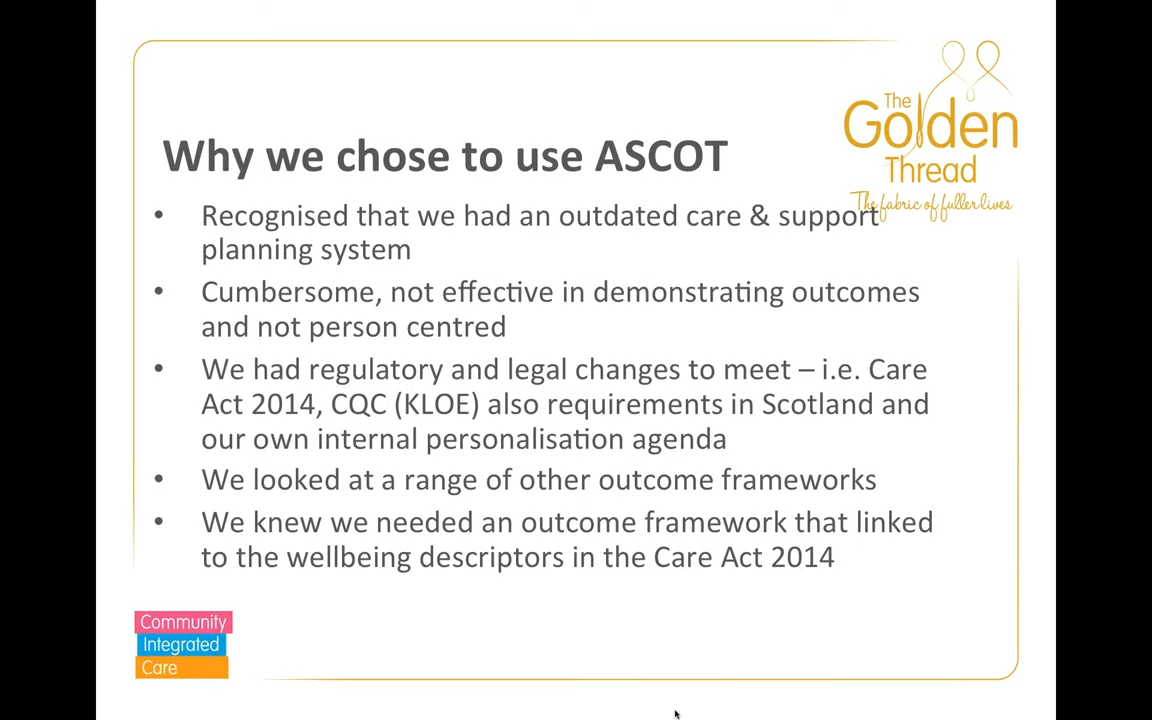 The
Golden
Thread
The fabric of fuller lives
Why we chose to use ASCOT
• Recognised that we had an outdated care & support
planning system
• Cumbersome, not effective in demonstrating outcomes
and not person centred
• We had regulatory and legal changes to meet – i.e. Care
Act 2014, CQC (KLOE) also requirements in Scotland and
our own internal personalisation agenda
• We looked at a range of other outcome frameworks
• We knew we needed an outcome framework that linked
to the wellbeing descriptors in the Care Act 2014
Community
Integrated
Care